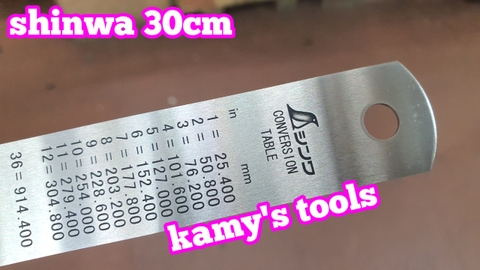 shinwa 30cm
シンワ
CONVERSION
TABLE
in mm
1 = 25.400
2 = 50.800
3 = 76.200
4 = 101.600
5 = 127.000
6 = 152.400
7 = 177.800
8 = 203.200
9 = 228.600
10 = 254.000
11 = 279.400
12 = 304.800
36 = 914.400
kamy's tools